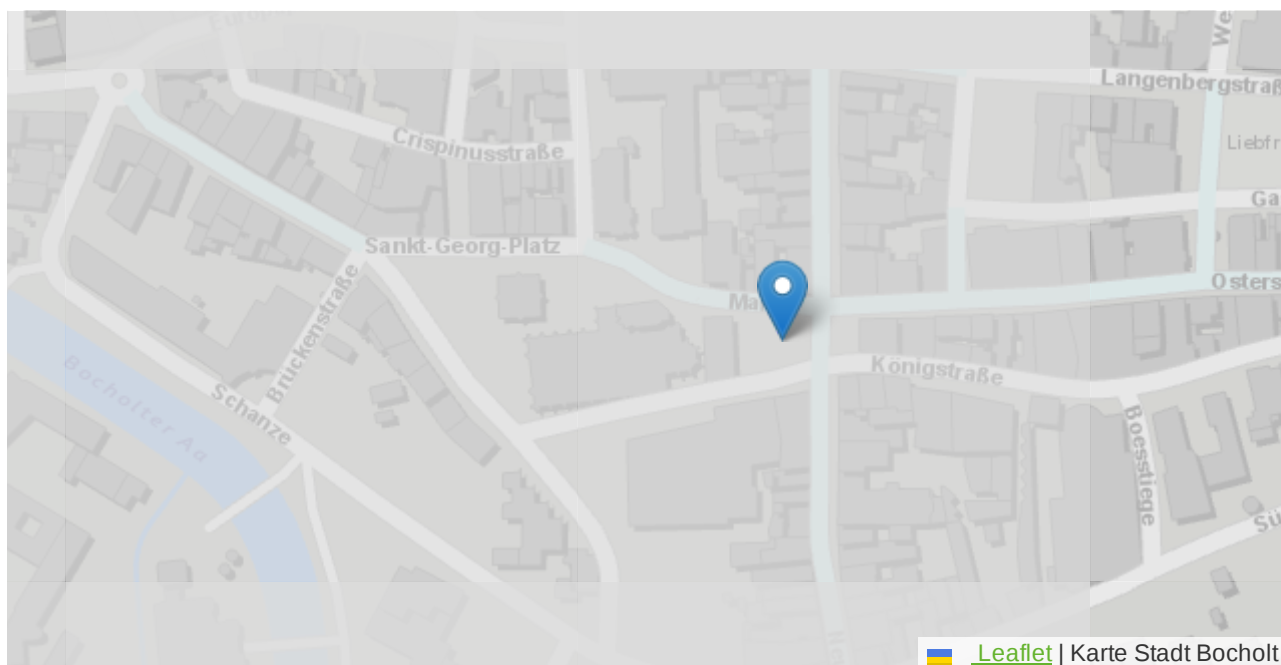 Langenbergstraß
Crispinusstraße
Liebfr
Ga
Sankt-Georg-Platz
Osters
Ma
Brückenstraße
Königstraße
Bocholter Aa
Schanze
Boesstiege
Sü
Leaflet | Karte Stadt Bocholt